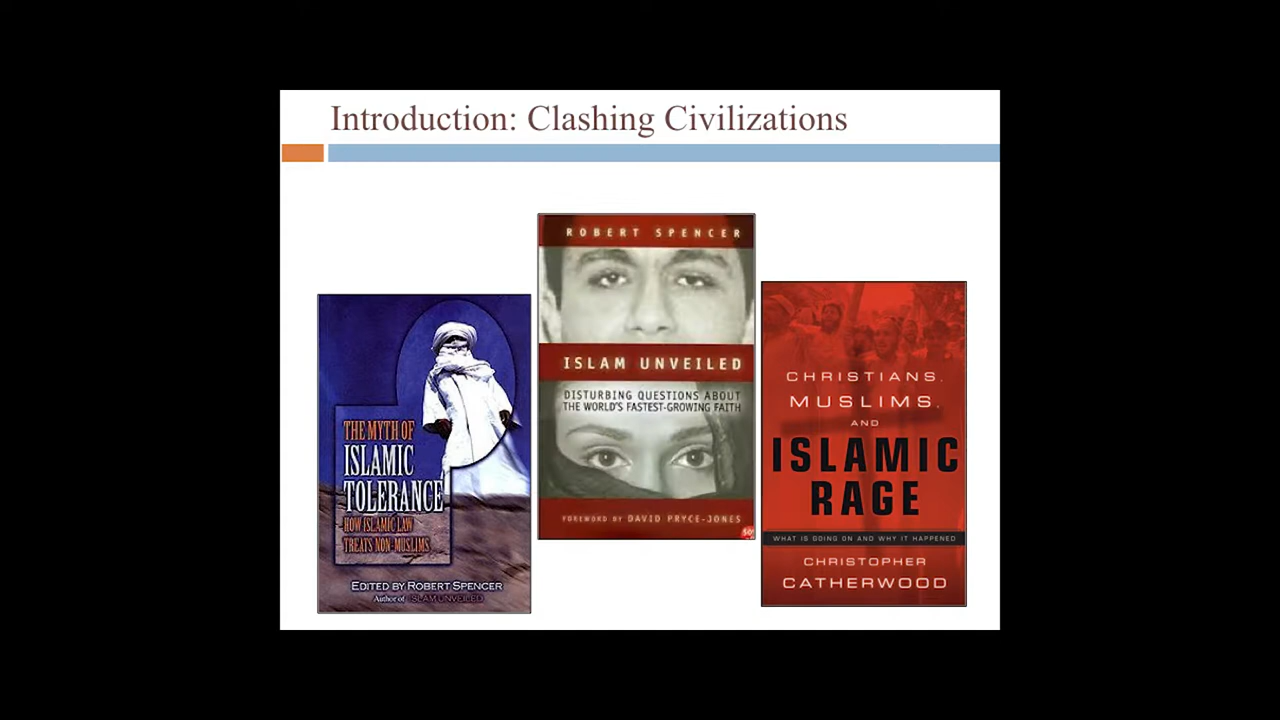 Introduction: Clashing Civilizations
THE MYTH OF
ISLAMIC
TOLERANCE
HOW ISLAMIC LAW
TREATS NON-MUSLIMS
EDITED BY ROBERT SPENCER
Author of ISLAM UNVEILED
ROBERT SPENCER
ISLAM UNVEILED
DISTURBING QUESTIONS ABOUT
THE WORLD'S FASTEST-GROWING FAITH
FOREWORD BY DAVID PRYCE-JONES
CHRISTIANS,
MUSLIMS,
AND
ISLAMIC
RAGE
WHAT IS GOING ON AND WHY IT HAPPENED
CHRISTOPHER
CATHERWOOD